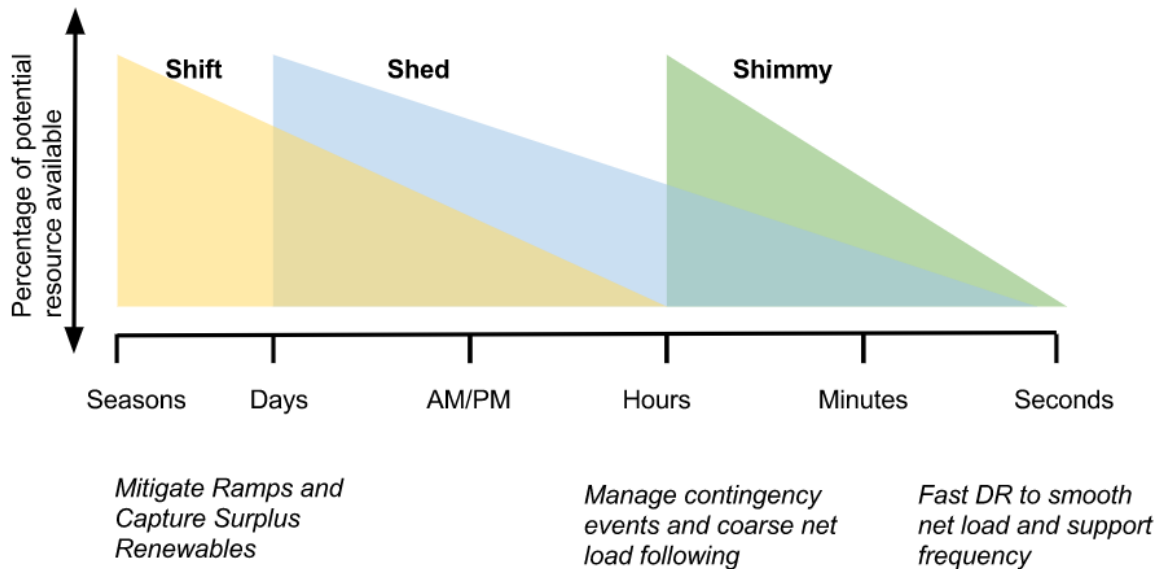 Percentage of potential
resource available
Shift
Shed
Shimmy
Seasons
Days
AM/PM
Hours
Minutes
Seconds
Mitigate Ramps and
Capture Surplus
Renewables
Manage contingency
events and coarse net
load following
Fast DR to smooth
net load and support
frequency